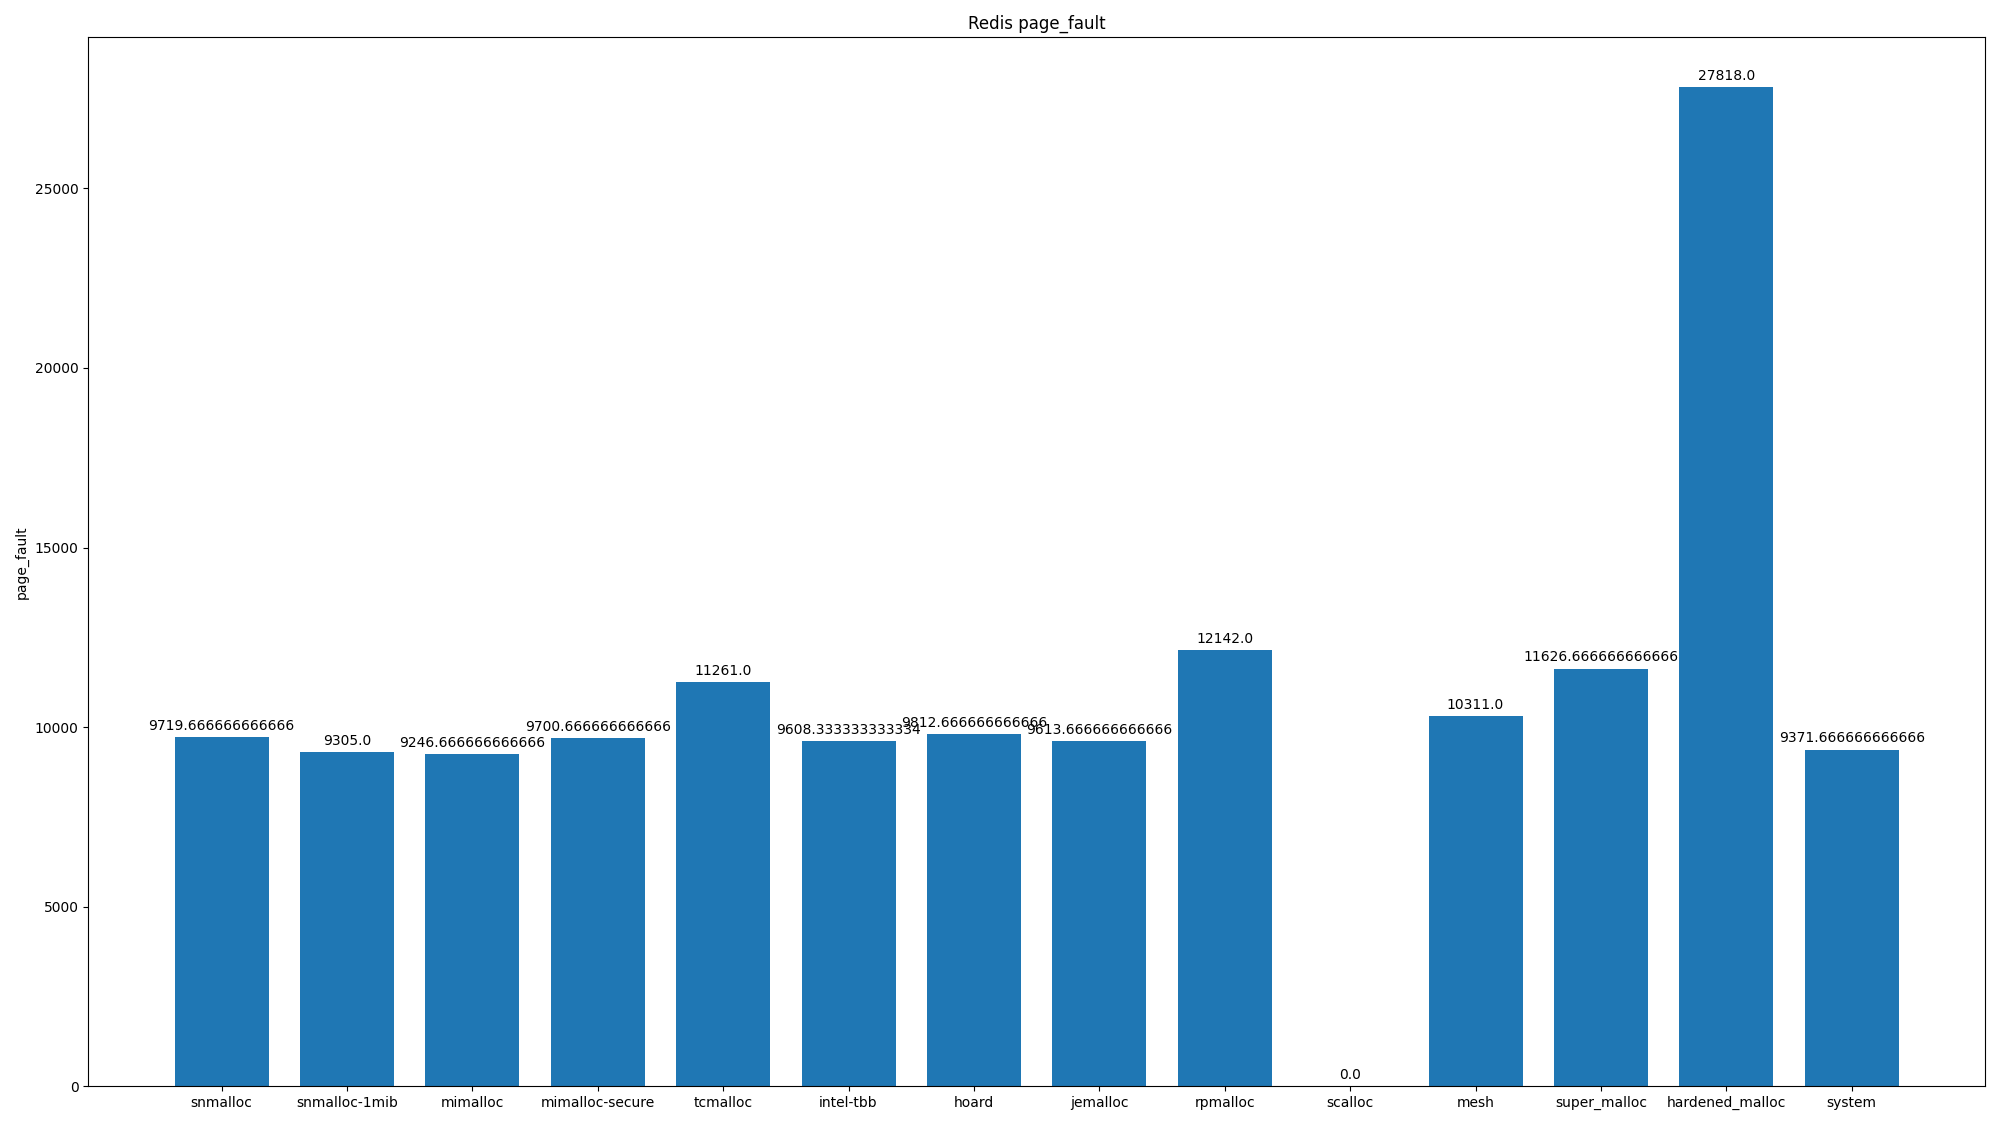 Redis page_fault
page_fault
25000
20000
15000
10000
5000
0
27818.0
12142.0
11626.666666666666
11261.0
10311.0
9719.666666666666
9305.0
9246.666666666666
9700.666666666666
9608.333333333334
9812.666666666666
9613.666666666666
9371.666666666666
0.0
snmalloc
snmalloc-1mib
mimalloc
mimalloc-secure
tcmalloc
intel-tbb
hoard
jemalloc
rpmalloc
scalloc
mesh
super_malloc
hardened_malloc
system